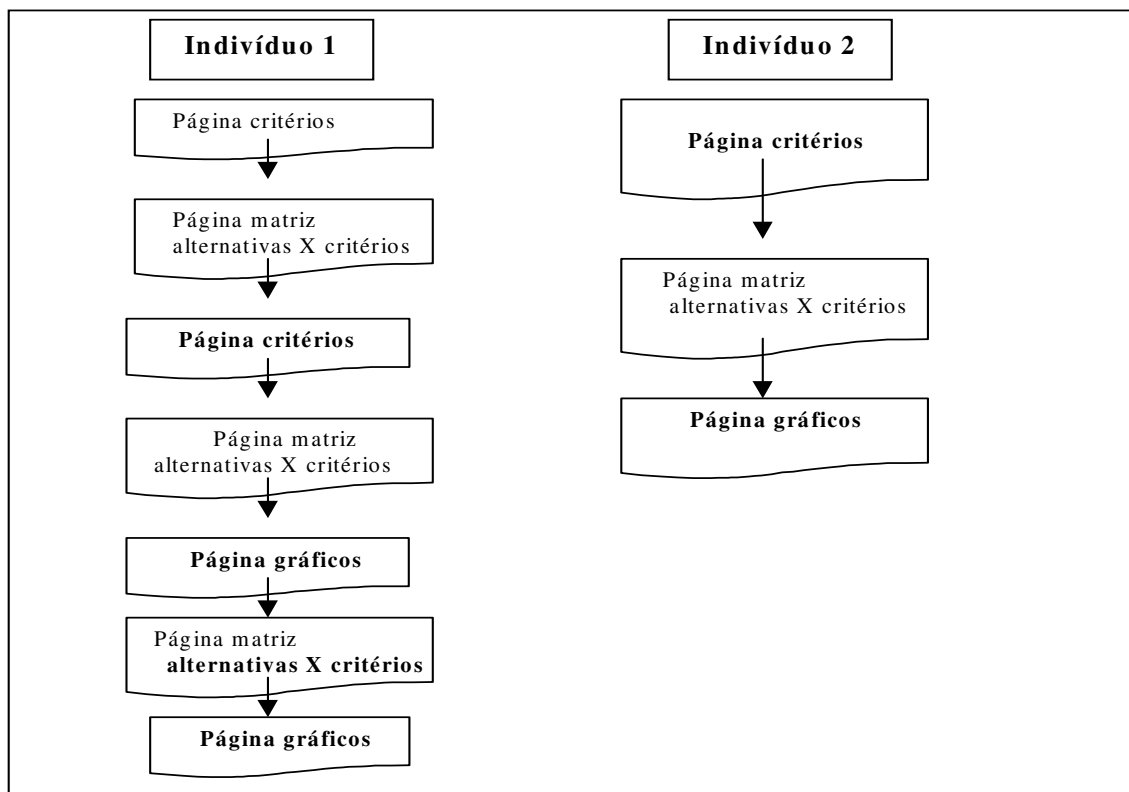 Indivíduo 1
Página critérios
Página matriz
alternativas X critérios
Página critérios
Página matriz
alternativas X critérios
Página gráficos
Página matriz
alternativas X critérios
Página gráficos
Indivíduo 2
Página critérios
Página matriz
alternativas X critérios
Página gráficos